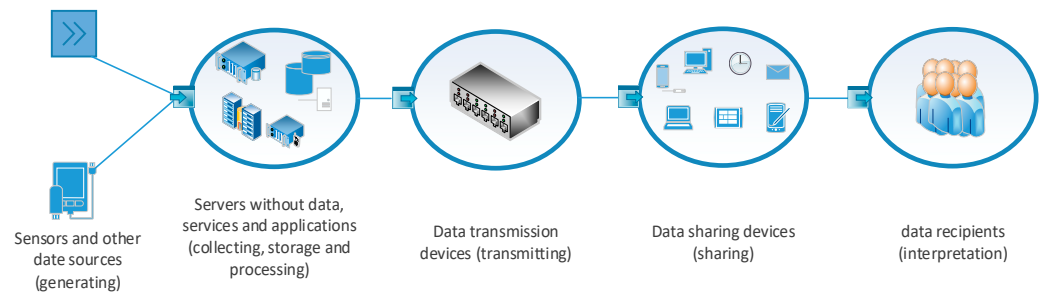 Sensors and other
date sources
(generating)
Servers without data,
services and applications
(collecting, storage and
processing)
Data transmission
devices (transmitting)
Data sharing devices
(sharing)
data recipients
(interpretation)